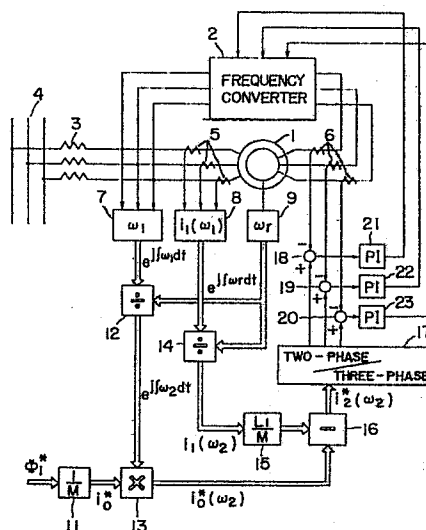 2
FREQUENCY
CONVERTER
4
3
5
1
6
7
ω1
i1(ω1)
8
ωr
9
e^j∫ω1dt
e^j∫ωrdt
12
÷
14
÷
18
−
+
PI
21
19
−
+
PI
22
20
−
+
PI
23
17
TWO-PHASE
THREE-PHASE
e^j∫ω2dt
i2*(ω2)
i1(ω2)
L1/M
15
−
16
Φ1*
1/M
11
i0*
×
13
i0*(ω2)